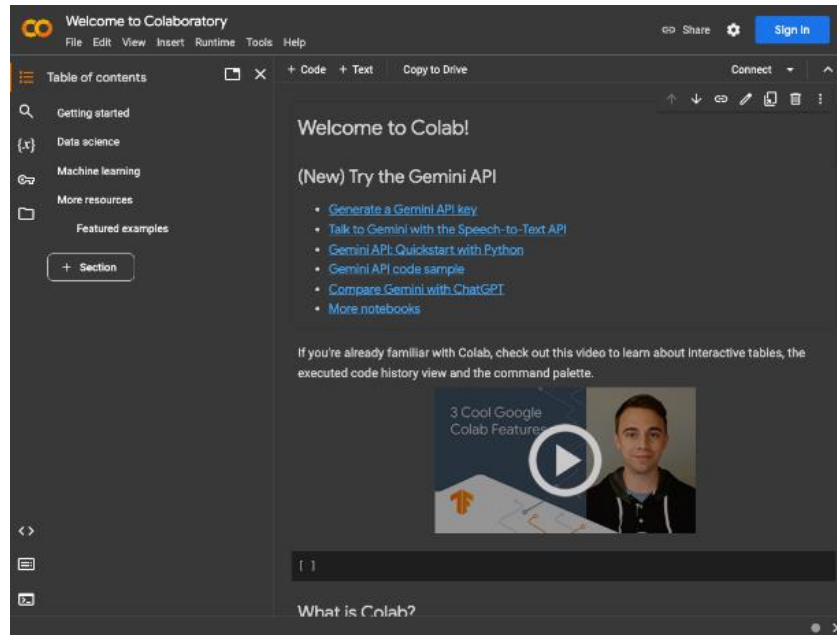 Welcome to Colaboratory
File Edit View Insert Runtime Tools Help
Share
Sign in
Table of contents
+ Code + Text Copy to Drive
Connect
Getting started
Data science
{x}
Machine learning
More resources
Featured examples
+ Section
Welcome to Colab!
(New) Try the Gemini API
• Generate a Gemini API key
• Talk to Gemini with the Speech-to-Text API
• Gemini API: Quickstart with Python
• Gemini API code sample
• Compare Gemini with ChatGPT
• More notebooks
If you're already familiar with Colab, check out this video to learn about interactive tables, the
executed code history view and the command palette.
3 Cool Google
Colab Features
[ ]
What is Colab?